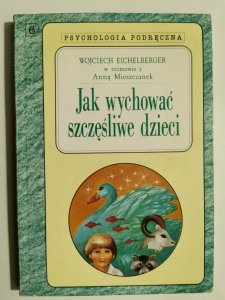 6
PSYCHOLOGIA PODRĘCZNA
WOJCIECH EICHELBERGER
w rozmowie z
Anną Mieszczanek
Jak wychować
szczęśliwe dzieci